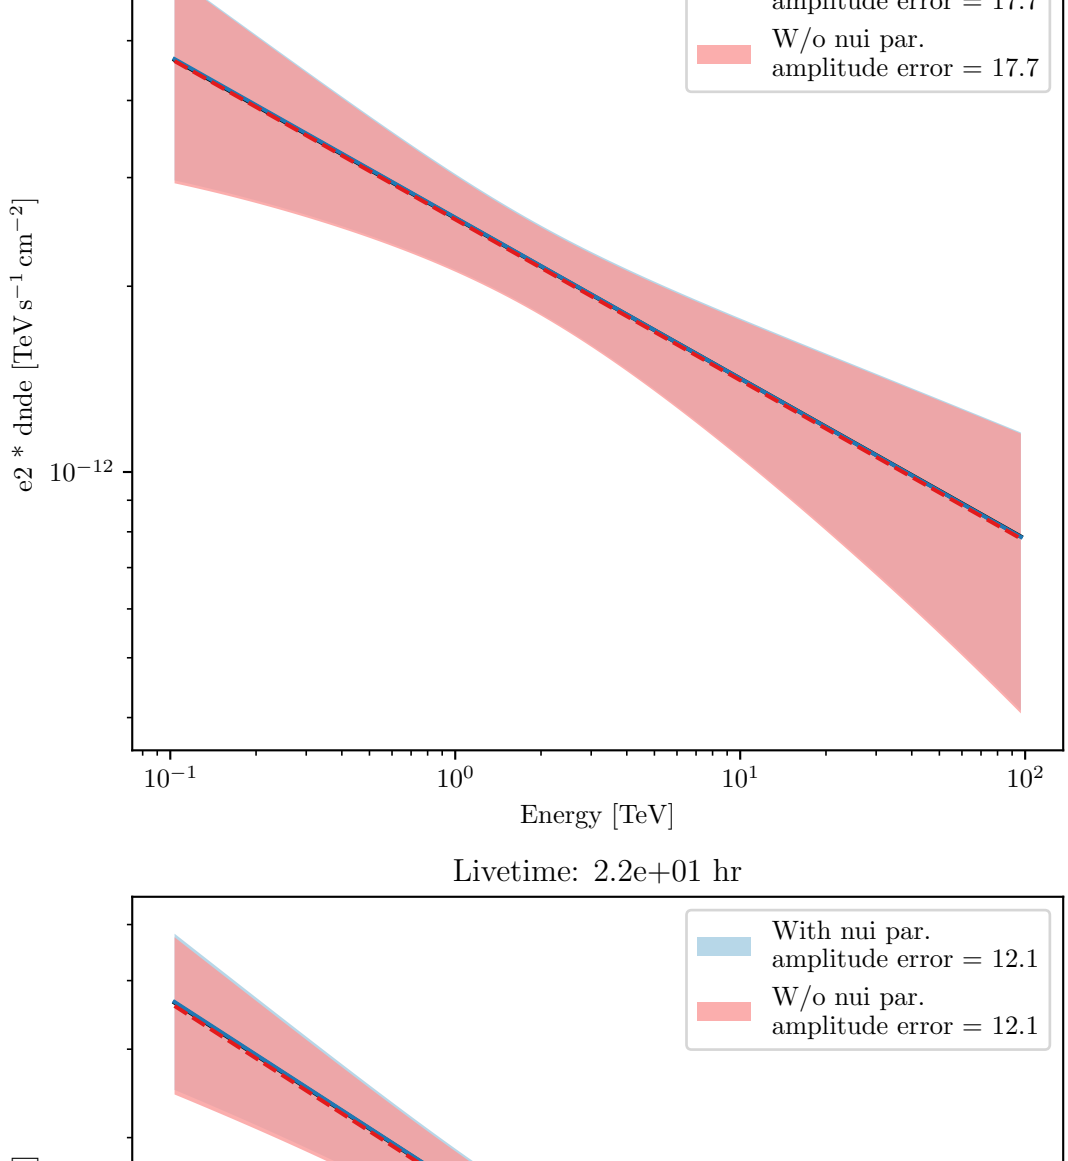 amplitude error = 17.7
W/o nui par.
amplitude error = 17.7
e2 * dnde [TeV s⁻¹ cm⁻²]
10⁻¹²
10⁻¹ 10⁰ 10¹ 10²
Energy [TeV]
Livetime: 2.2e+01 hr
With nui par.
amplitude error = 12.1
W/o nui par.
amplitude error = 12.1
]